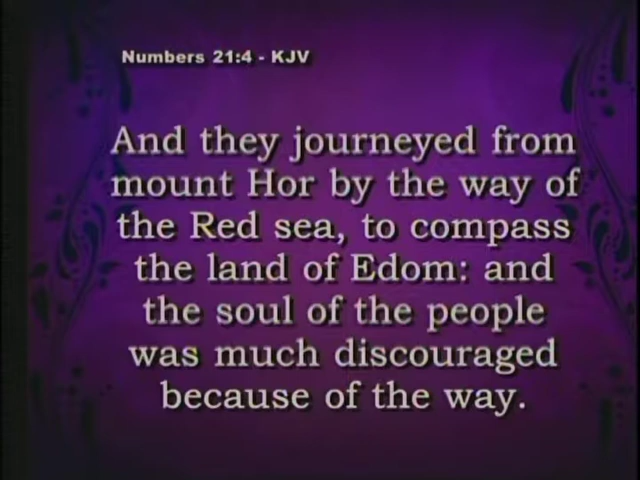 Numbers 21:4 - KJV
And they journeyed from
mount Hor by the way of
the Red sea, to compass
the land of Edom: and
the soul of the people
was much discouraged
because of the way.